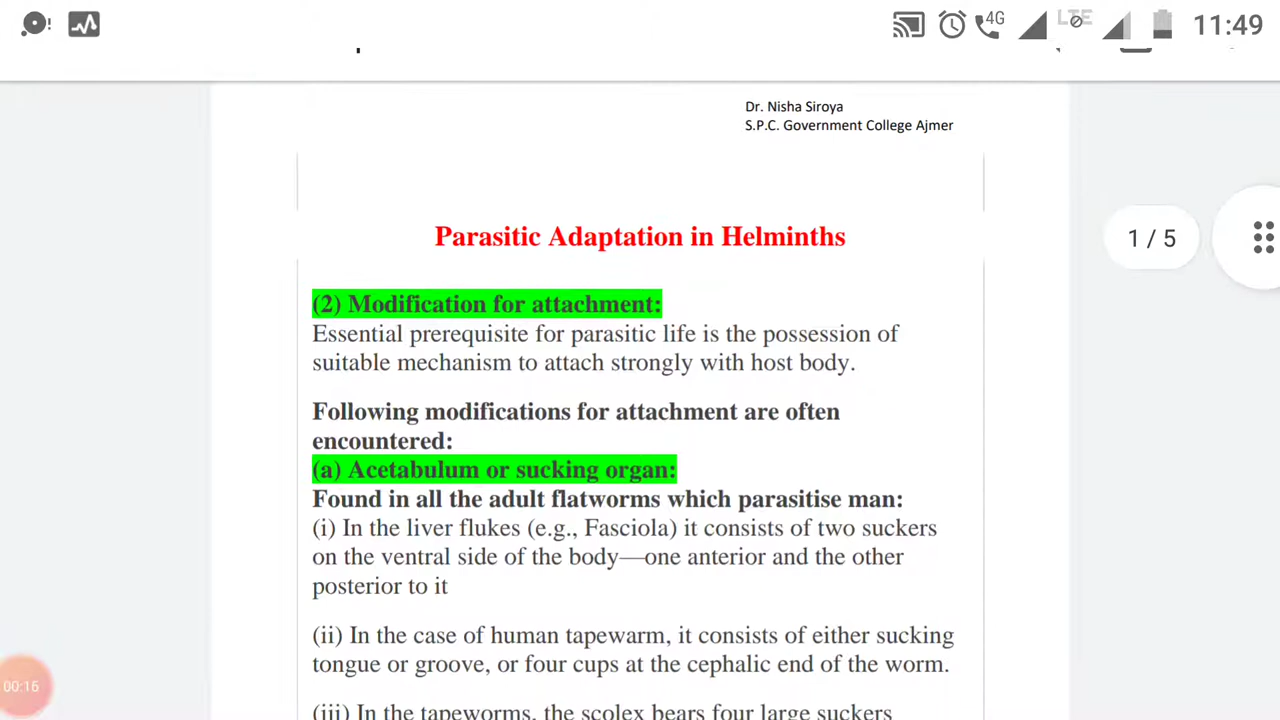 4G
LTE
11:49
Dr. Nisha Siroya
S.P.C. Government College Ajmer
1 / 5
Parasitic Adaptation in Helminths
(2) Modification for attachment:
Essential prerequisite for parasitic life is the possession of
suitable mechanism to attach strongly with host body.
Following modifications for attachment are often
encountered:
(a) Acetabulum or sucking organ:
Found in all the adult flatworms which parasitise man:
(i) In the liver flukes (e.g., Fasciola) it consists of two suckers
on the ventral side of the body—one anterior and the other
posterior to it
(ii) In the case of human tapewarm, it consists of either sucking
tongue or groove, or four cups at the cephalic end of the worm.
00:16
(iii) In the tapeworms, the scolex bears four large suckers